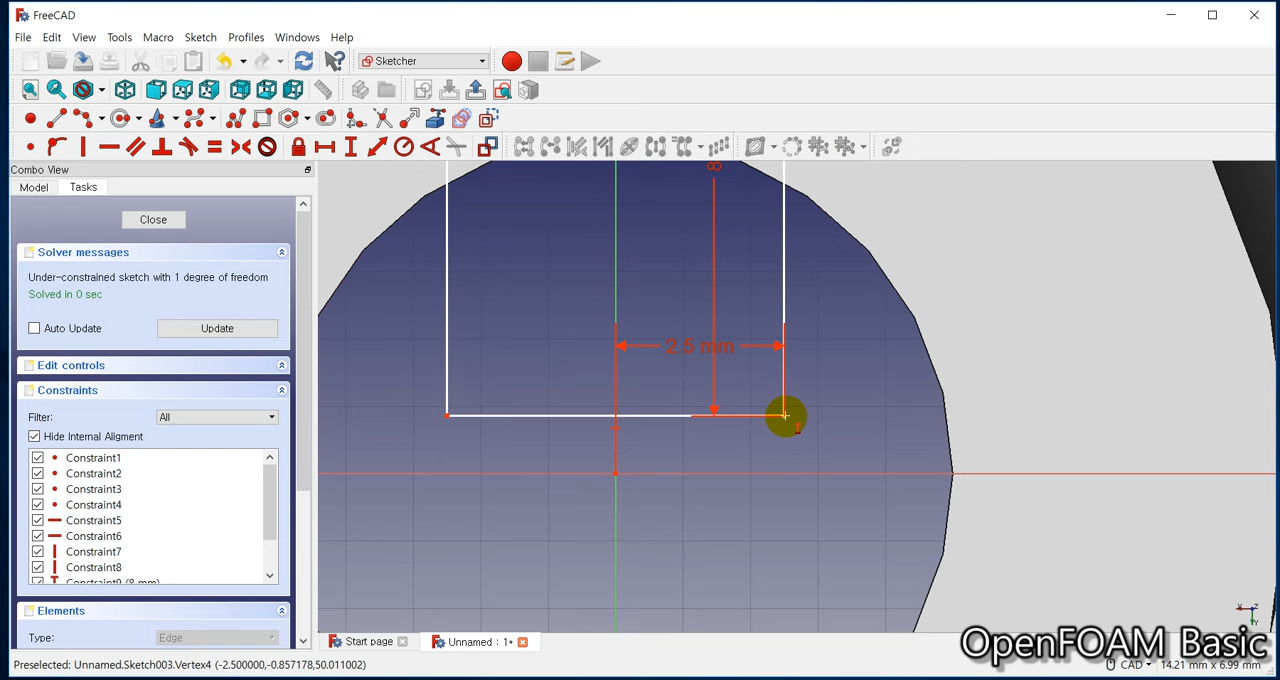 FreeCAD
File Edit View Tools Macro Sketch Profiles Windows Help
Sketcher
Combo View
Model Tasks
Close
Solver messages
Under-constrained sketch with 1 degree of freedom
Solved in 0 sec
Auto Update Update
Edit controls
Constraints
Filter: All
Hide Internal Aligment
Constraint1
Constraint2
Constraint3
Constraint4
Constraint5
Constraint6
Constraint7
Constraint8
Constraint9 (8 mm)
Elements
Type: Edge
8
2.5 mm
X Z
Y
Start page Unnamed : 1*
OpenFOAM Basic
Preselected: Unnamed.Sketch003.Vertex4 (-2.500000,-0.857178,50.011002)
CAD 14.21 mm x 6.99 mm